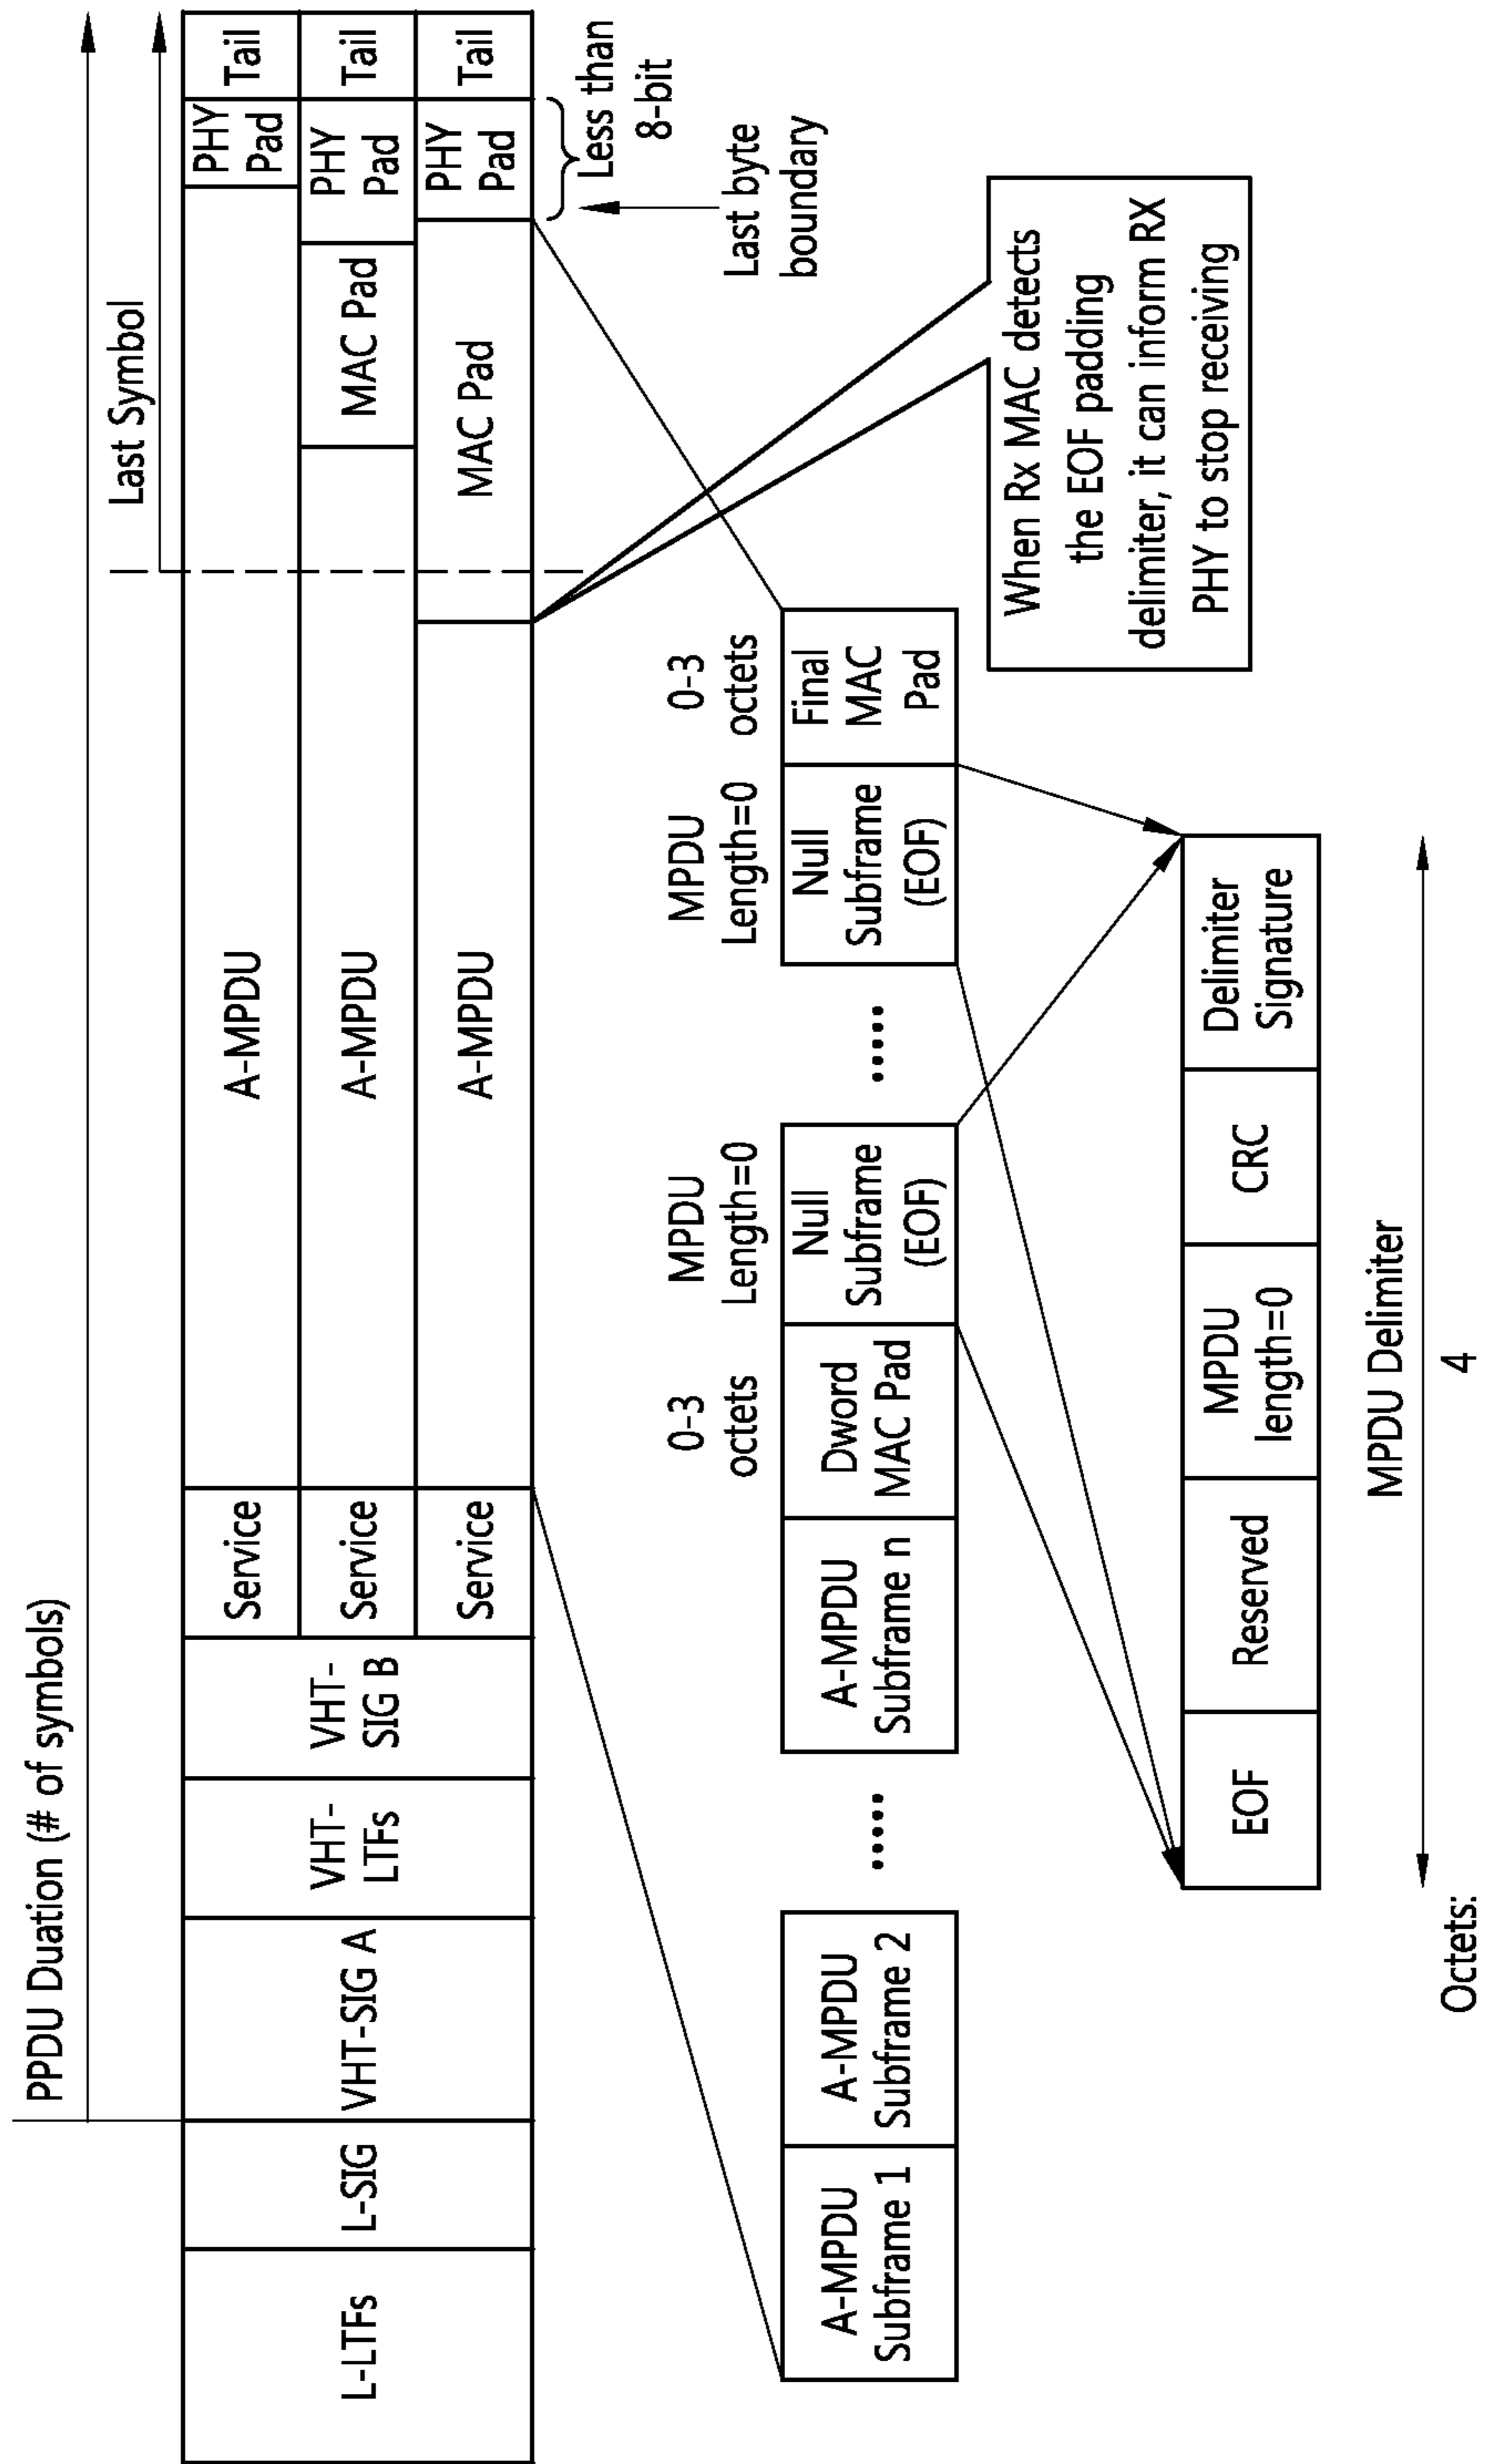 PPDU Duation (# of symbols)
Last Symbol
L-LTFs
L-SIG
VHT-SIG A
VHT-
LTFs
VHT-
SIG B
Service
A-MPDU
PHY
Pad
Tail
Service
A-MPDU
MAC Pad
PHY
Pad
Tail
Service
A-MPDU
MAC Pad
PHY
Pad
Tail
Less than
8-bit
Last byte
boundary
0-3
octets
MPDU
Length=0
MPDU
Length=0
0-3
octets
A-MPDU
Subframe 1
A-MPDU
Subframe 2
.....
A-MPDU
Subframe n
Dword
MAC Pad
Null
Subframe
(EOF)
.....
Null
Subframe
(EOF)
Final
MAC
Pad
When Rx MAC detects
the EOF padding
delimiter, it can inform RX
PHY to stop receiving
EOF
Reserved
MPDU
length=0
CRC
Delimiter
Signature
MPDU Delimiter
Octets:
4